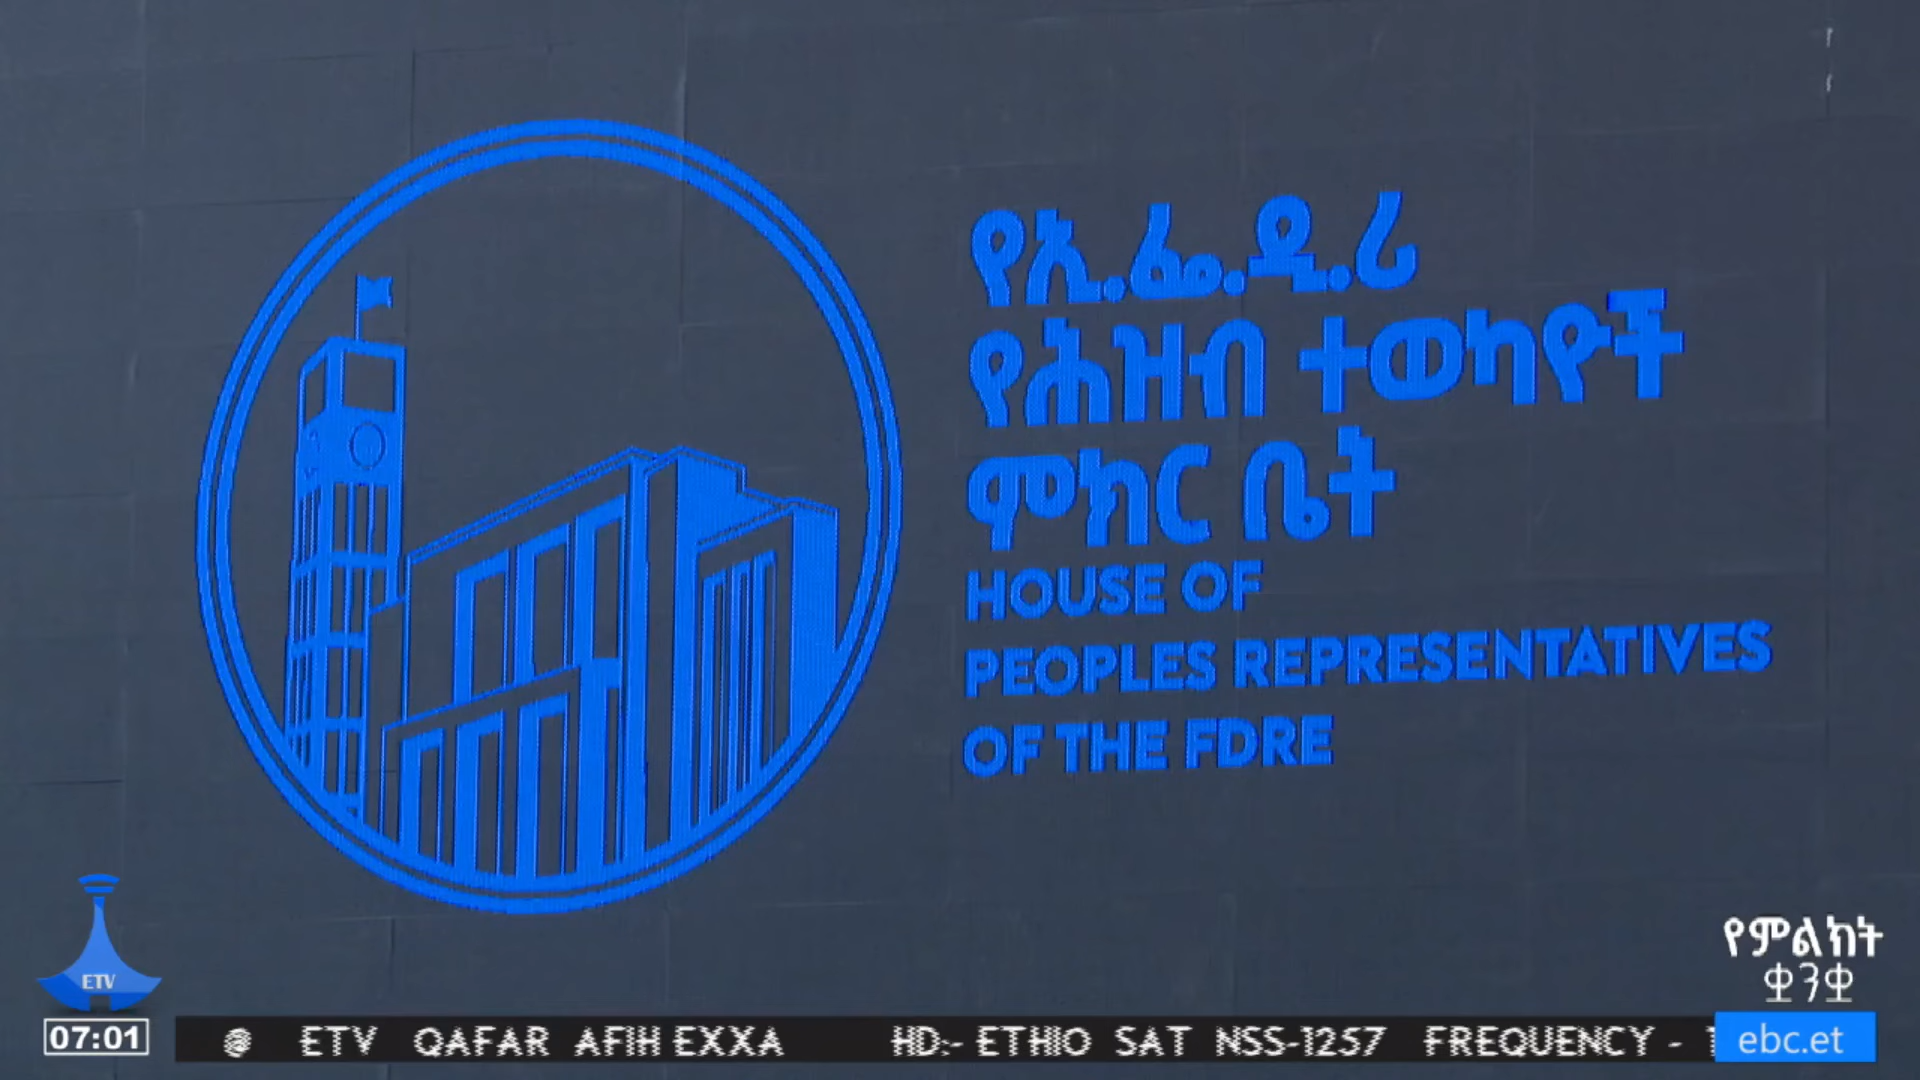 የኢ.ፌ.ዲ.ሪ
የሕዝብ ተወካዮች
ምክር ቤት
HOUSE OF
PEOPLES REPRESENTATIVES
OF THE FDRE
ETV
የምልክት
ቋንቋ
07:01
@ ETV QAFAR AFIH EXXA HD:- ETHIO SAT NSS-1257 FREQUENCY -
ebc.et